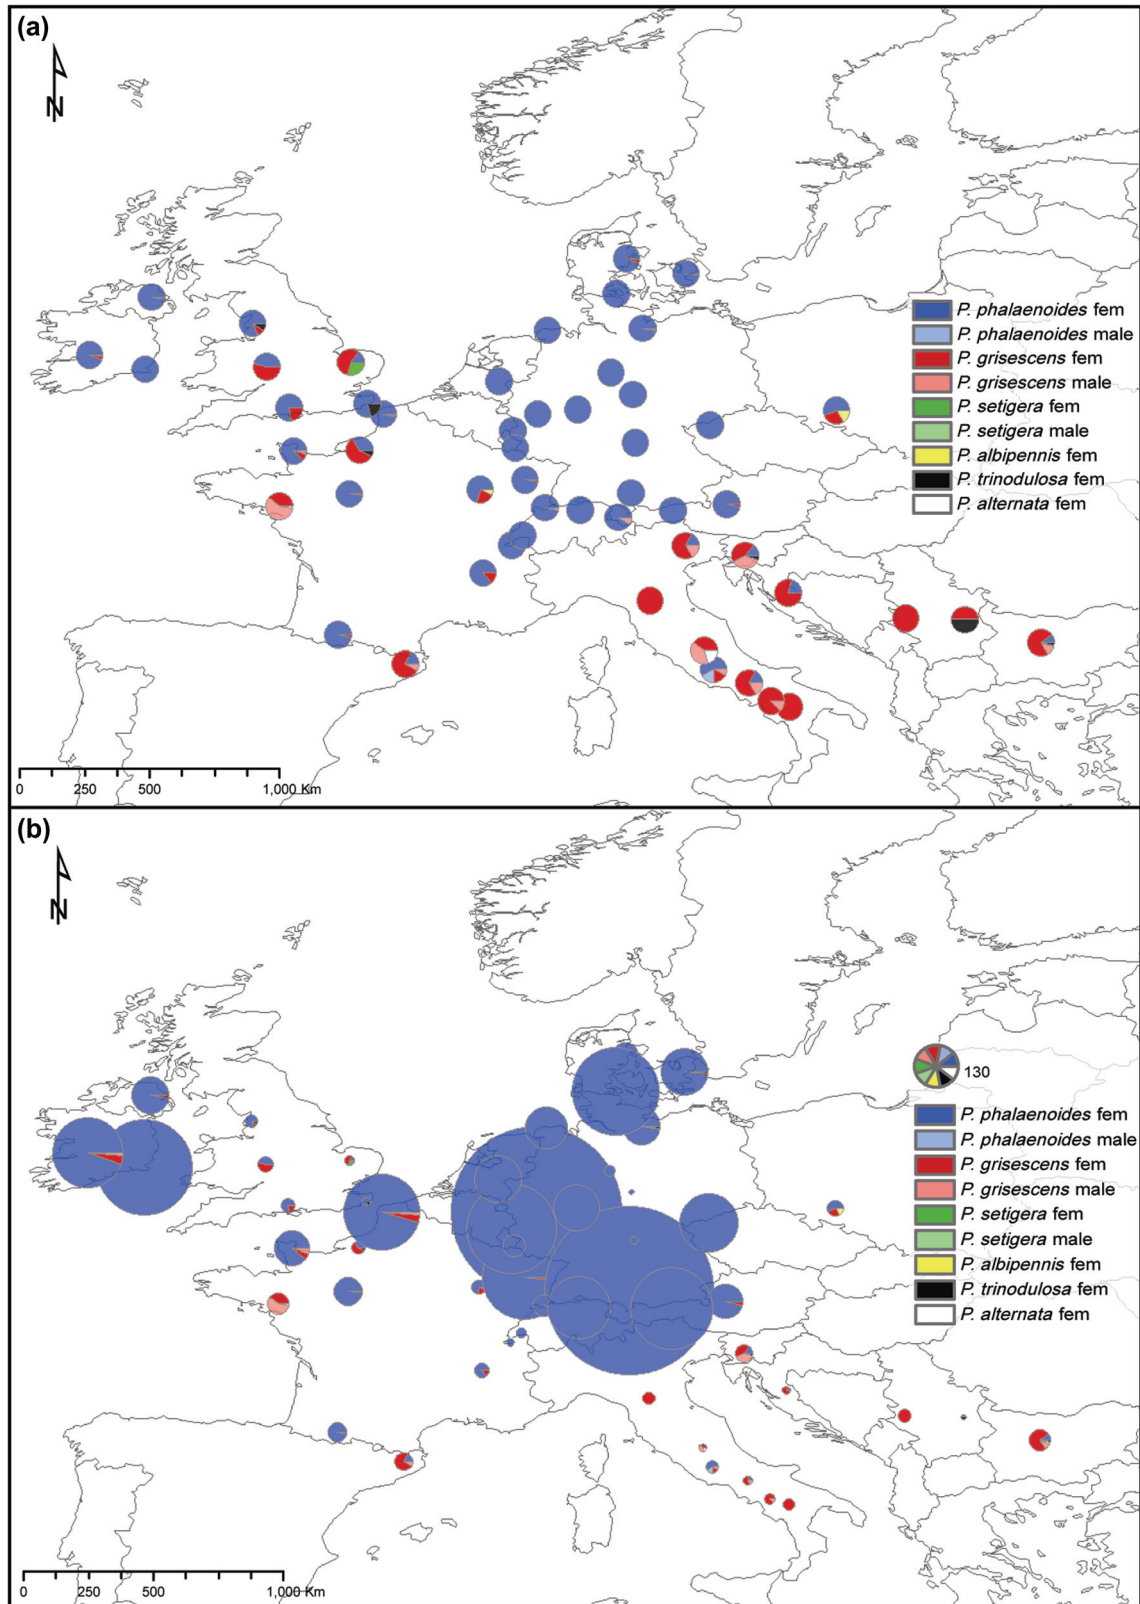 (a)
N
P. phalaenoides fem
P. phalaenoides male
P. grisescens fem
P. grisescens male
P. setigera fem
P. setigera male
P. albipennis fem
P. trinodulosa fem
P. alternata fem
0 250 500 1,000 Km
(b)
N
130
P. phalaenoides fem
P. phalaenoides male
P. grisescens fem
P. grisescens male
P. setigera fem
P. setigera male
P. albipennis fem
P. trinodulosa fem
P. alternata fem
0 250 500 1,000 Km